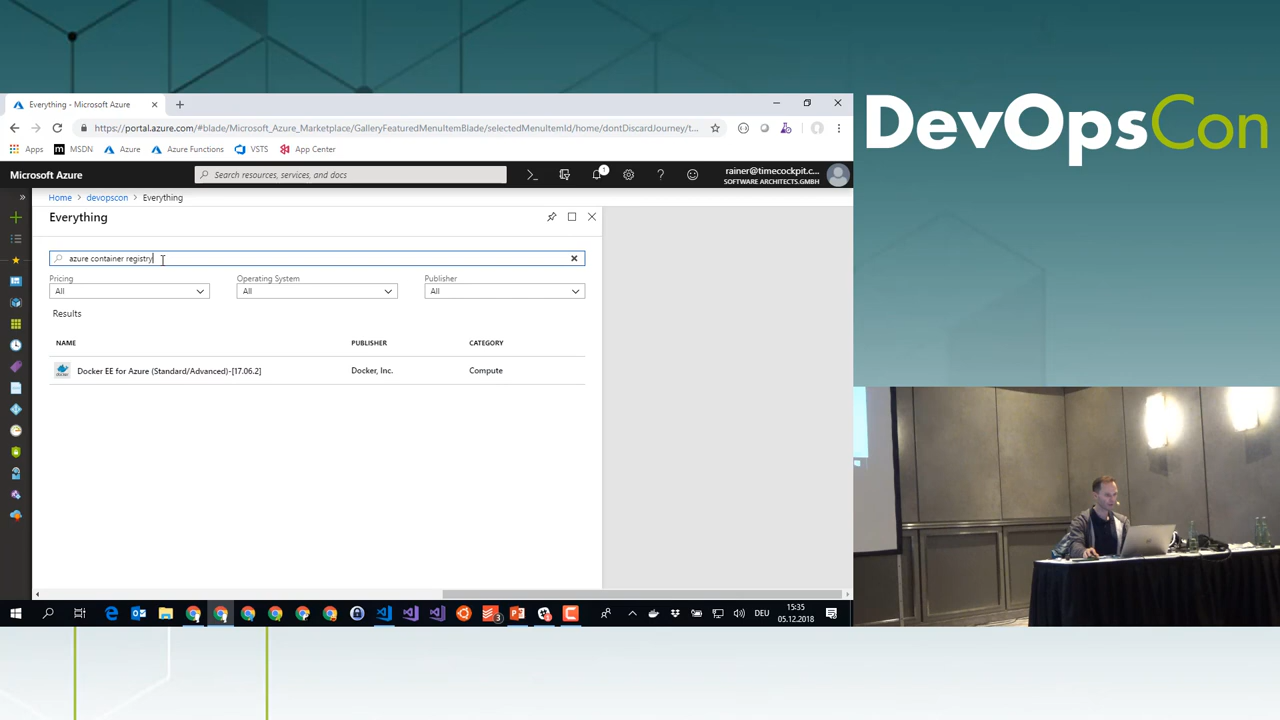 Everything - Microsoft Azure
https://portal.azure.com/#blade/Microsoft_Azure_Marketplace/GalleryFeaturedMenuItemBlade/selectedMenuItemId/home/dontDiscardJourney/t...
Apps
MSDN
Azure
Azure Functions
VSTS
App Center
Microsoft Azure
Search resources, services, and docs
1
rainer@timecockpit.c...
SOFTWARE ARCHITECTS.GMBH
Home > devopscon > Everything
Everything
azure container registry
Pricing
Operating System
Publisher
All
All
All
Results
NAME
PUBLISHER
CATEGORY
Docker EE for Azure (Standard/Advanced)-[17.06.2]
Docker, Inc.
Compute
3
DEU
15:35
05.12.2018
DevOpsCon